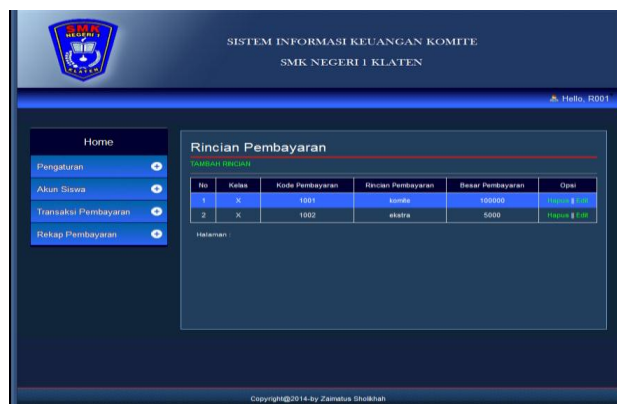 SMK
NEGERI 1
KLATEN
SISTEM INFORMASI KEUANGAN KOMITE
SMK NEGERI 1 KLATEN
Hello, R001
Home
Pengaturan
Akun Siswa
Transaksi Pembayaran
Rekap Pembayaran
Rincian Pembayaran
TAMBAH RINCIAN
No Kelas Kode Pembayaran Rincian Pembayaran Besar Pembayaran Opsi
1 X 1001 komite 100000 Hapus || Edit
2 X 1002 ekstra 5000 Hapus || Edit
Halaman :
Copyright@2014-by Zaimatus Sholikhah